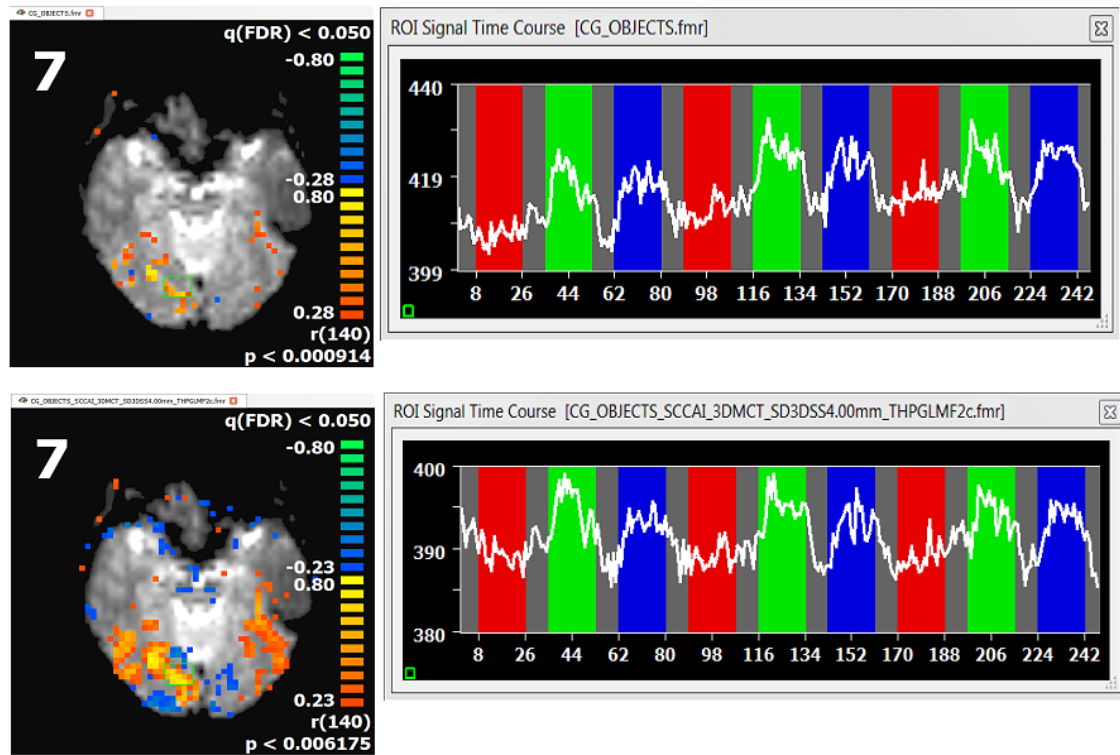 CG_OBJECTS.fmr
7
q(FDR) < 0.050
-0.80
-0.28
0.80
0.28
r(140)
p < 0.000914
ROI Signal Time Course [CG_OBJECTS.fmr]
440
419
399
8 26 44 62 80 98 116 134 152 170 188 206 224 242
CG_OBJECTS_SCCAI_3DMCT_SD3DSS4.00mm_THPGLMF2c.fmr
7
q(FDR) < 0.050
-0.80
-0.23
0.80
0.23
r(140)
p < 0.006175
ROI Signal Time Course [CG_OBJECTS_SCCAI_3DMCT_SD3DSS4.00mm_THPGLMF2c.fmr]
400
390
380
8 26 44 62 80 98 116 134 152 170 188 206 224 242